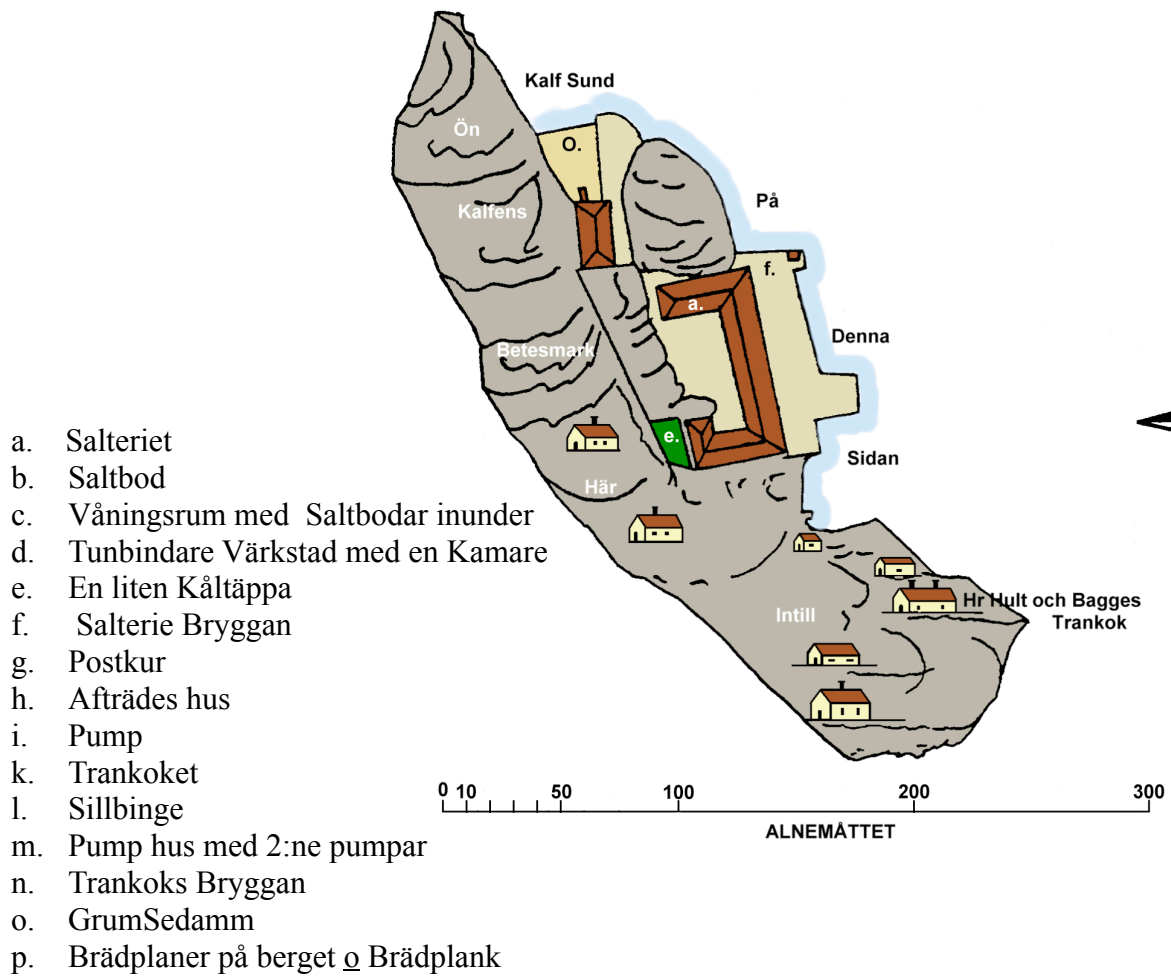 Kalf Sund
O.
Ön
På
Kalfens
f.
a.
Denna
Betesmark
e.
Sidan
Här
Hr Hult och Bagges
Trankok
Intill
a. Salteriet
b. Saltbod
c. Våningsrum med Saltbodar inunder
d. Tunbindare Värkstad med en Kamare
e. En liten Kåltäppa
f. Salterie Bryggan
g. Postkur
h. Afträdes hus
i. Pump
k. Trankoket
l. Sillbinge
m. Pump hus med 2:ne pumpar
n. Trankoks Bryggan
o. GrumSedamm
p. Brädplaner på berget o Brädplank
0 10 50 100 200 300
ALNEMÅTTET